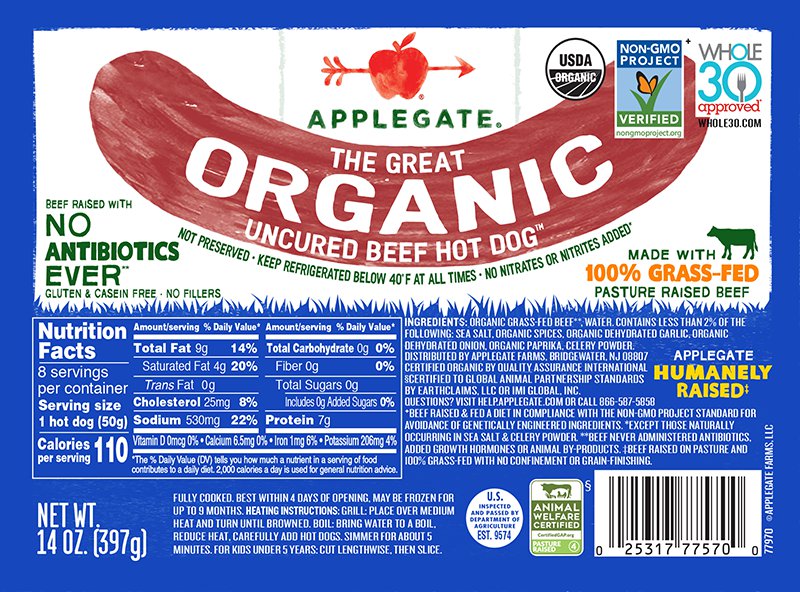 APPLEGATE®
USDA
ORGANIC
NON-GMO
PROJECT
VERIFIED
nongmoproject.org
+
WHOLE
30
approved®
WHOLE30.COM
THE GREAT
ORGANIC
UNCURED BEEF HOT DOG™
NOT PRESERVED • KEEP REFRIGERATED BELOW 40°F AT ALL TIMES • NO NITRATES OR NITRITES ADDED*
BEEF RAISED WITH
NO
ANTIBIOTICS
EVER**
GLUTEN & CASEIN FREE • NO FILLERS
MADE WITH
100% GRASS-FED
PASTURE RAISED BEEF
Nutrition
Facts
8 servings
per container
Serving size
1 hot dog (50g)
Calories 110
per serving
Amount/serving % Daily Value* Amount/serving % Daily Value*
Total Fat 9g 14% Total Carbohydrate 0g 0%
Saturated Fat 4g 20% Fiber 0g 0%
Trans Fat 0g Total Sugars 0g
Cholesterol 25mg 8% Includes 0g Added Sugars 0%
Sodium 530mg 22% Protein 7g
Vitamin D 0mcg 0% • Calcium 6.5mg 0% • Iron 1mg 6% • Potassium 206mg 4%
*The % Daily Value (DV) tells you how much a nutrient in a serving of food
contributes to a daily diet. 2,000 calories a day is used for general nutrition advice.
INGREDIENTS: ORGANIC GRASS-FED BEEF**, WATER. CONTAINS LESS THAN 2% OF THE
FOLLOWING: SEA SALT, ORGANIC SPICES, ORGANIC DEHYDRATED GARLIC, ORGANIC
DEHYDRATED ONION, ORGANIC PAPRIKA, CELERY POWDER.
DISTRIBUTED BY APPLEGATE FARMS, BRIDGEWATER, NJ 08807
CERTIFIED ORGANIC BY QUALITY ASSURANCE INTERNATIONAL
§CERTIFIED TO GLOBAL ANIMAL PARTNERSHIP STANDARDS
BY EARTHCLAIMS, LLC OR IMI GLOBAL, INC.
QUESTIONS? VISIT HELP.APPLEGATE.COM OR CALL 866-587-5858
APPLEGATE
HUMANELY
RAISED‡
+BEEF RAISED & FED A DIET IN COMPLIANCE WITH THE NON-GMO PROJECT STANDARD FOR
AVOIDANCE OF GENETICALLY ENGINEERED INGREDIENTS. *EXCEPT THOSE NATURALLY
OCCURRING IN SEA SALT & CELERY POWDER. **BEEF NEVER ADMINISTERED ANTIBIOTICS,
ADDED GROWTH HORMONES OR ANIMAL BY-PRODUCTS. ‡BEEF RAISED ON PASTURE AND
100% GRASS-FED WITH NO CONFINEMENT OR GRAIN-FINISHING.
NET WT.
14 OZ. (397g)
FULLY COOKED. BEST WITHIN 4 DAYS OF OPENING, MAY BE FROZEN FOR
UP TO 9 MONTHS. HEATING INSTRUCTIONS: GRILL: PLACE OVER MEDIUM
HEAT AND TURN UNTIL BROWNED. BOIL: BRING WATER TO A BOIL,
REDUCE HEAT, CAREFULLY ADD HOT DOGS. SIMMER FOR ABOUT 5
MINUTES. FOR KIDS UNDER 5 YEARS: CUT LENGTHWISE, THEN SLICE.
U.S.
INSPECTED
AND PASSED BY
DEPARTMENT OF
AGRICULTURE
EST. 9574
§
ANIMAL
WELFARE
CERTIFIED
CertifiedGAP.org
PASTURE
RAISED 4
0 25317 77570 0
77970 ©APPLEGATE FARMS, LLC